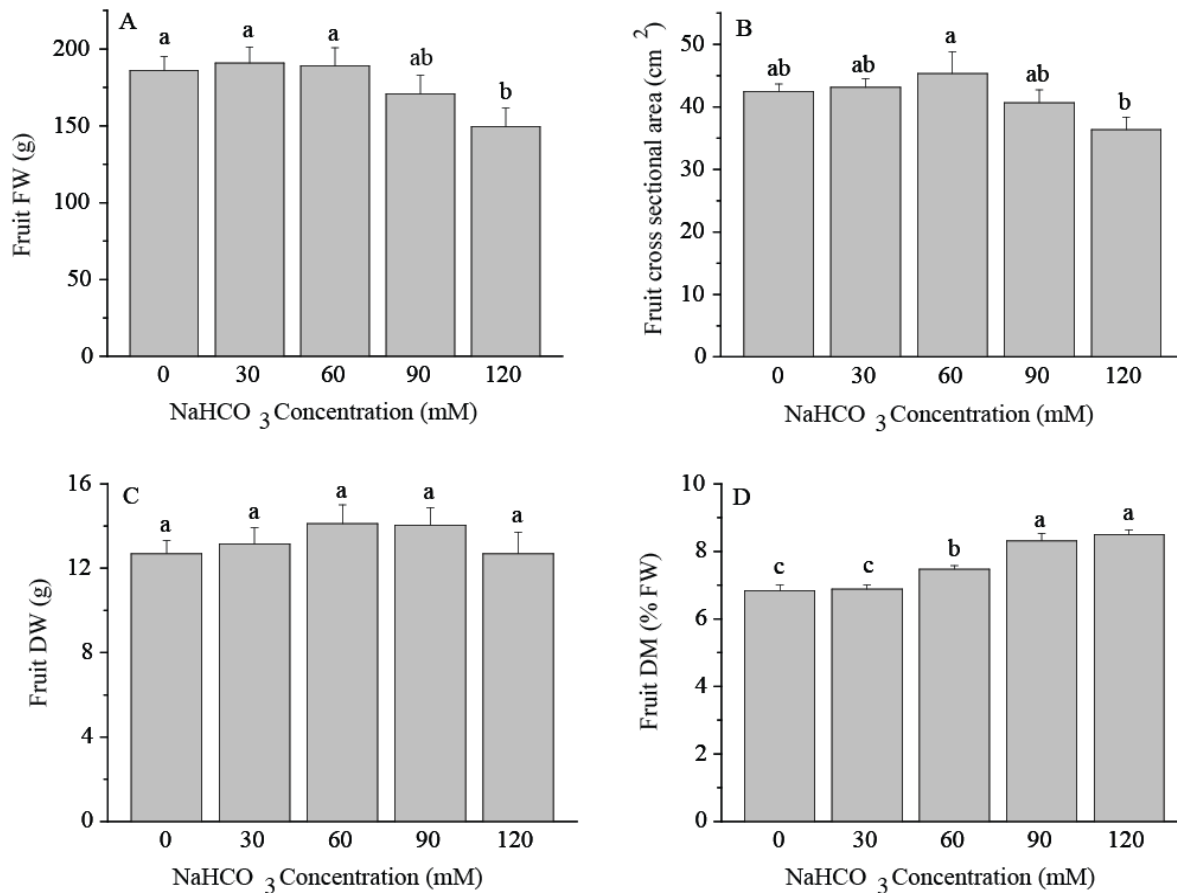 A
Fruit FW (g)
200
150
100
50
0
a
a
a
ab
b
0 30 60 90 120
NaHCO 3 Concentration (mM)
B
Fruit cross sectional area (cm 2)
50
40
30
20
10
0
ab
ab
a
ab
b
0 30 60 90 120
NaHCO 3 Concentration (mM)
C
Fruit DW (g)
16
12
8
4
0
a
a
a
a
a
0 30 60 90 120
NaHCO 3 Concentration (mM)
D
Fruit DM (% FW)
10
8
6
4
2
0
c
c
b
a
a
0 30 60 90 120
NaHCO 3 Concentration (mM)